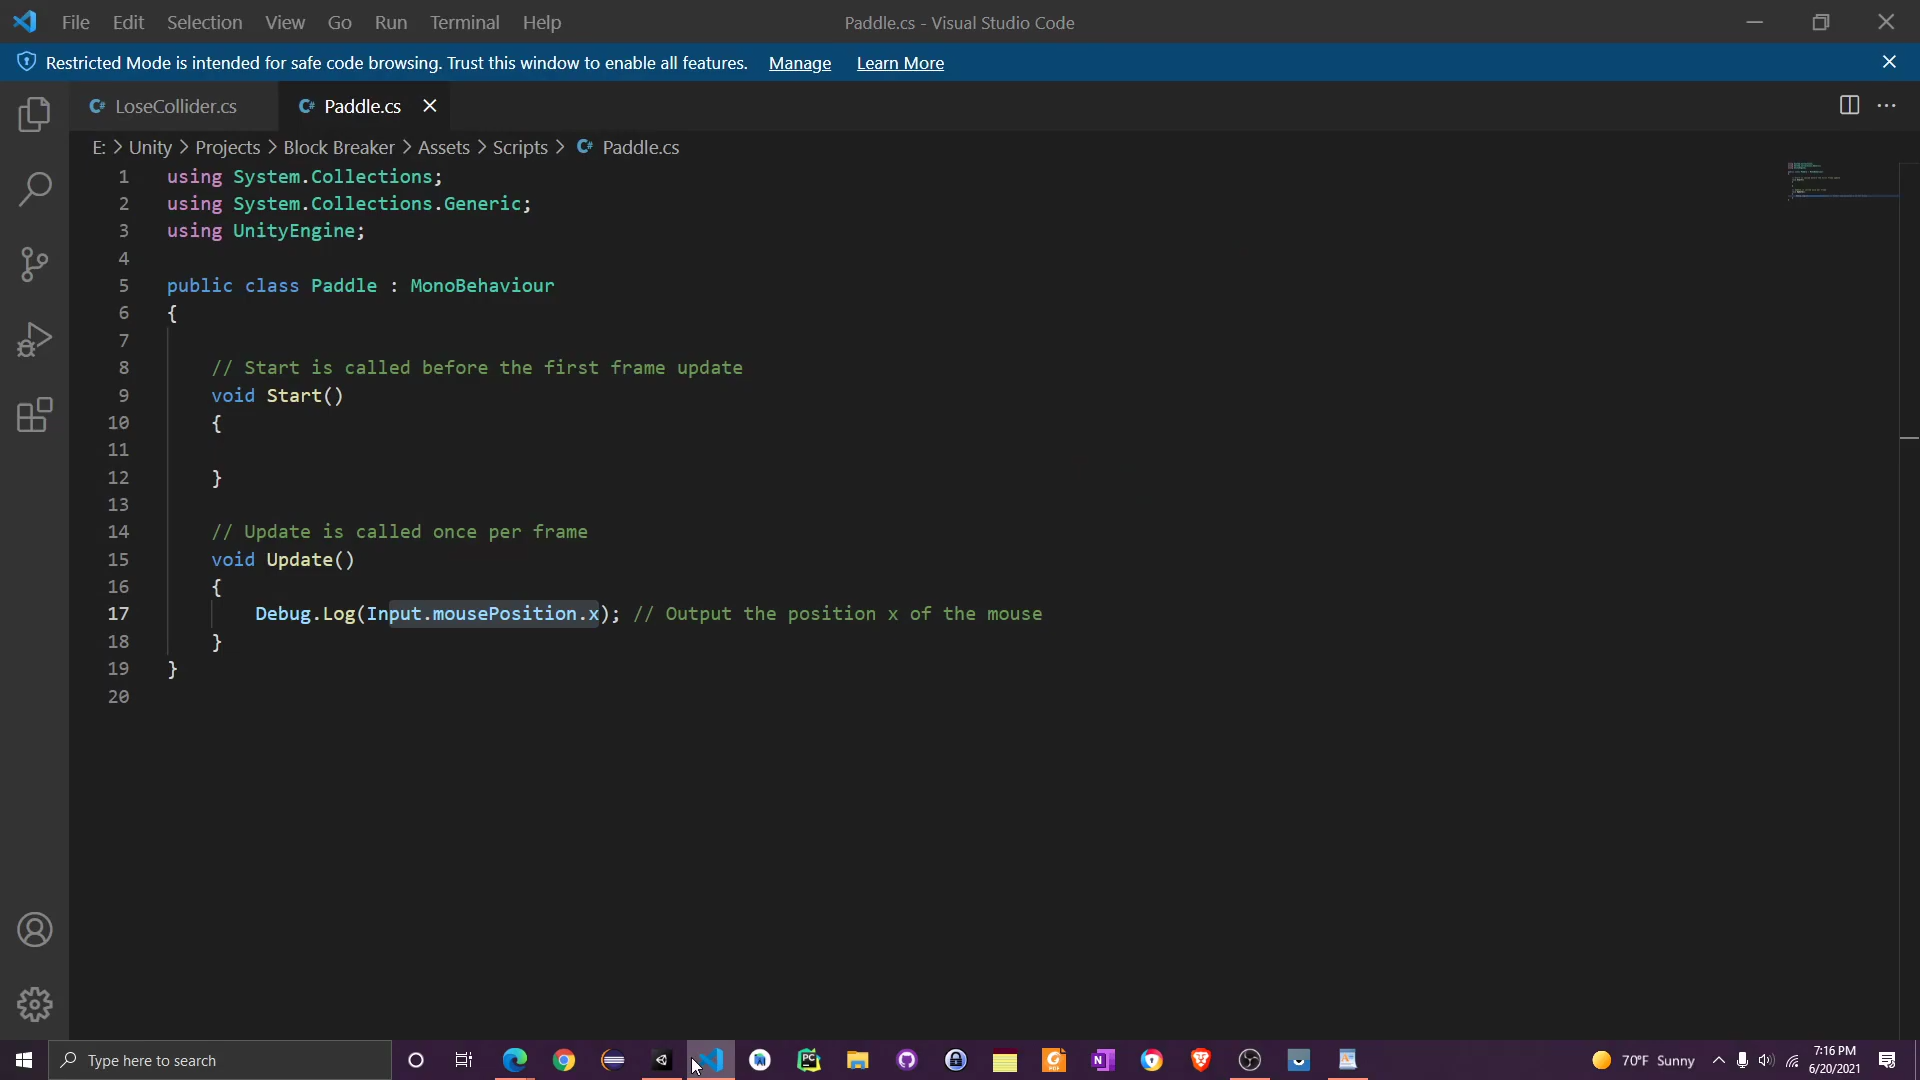 File Edit Selection View Go Run Terminal Help Paddle.cs - Visual Studio Code
Restricted Mode is intended for safe code browsing. Trust this window to enable all features. Manage Learn More
LoseCollider.cs Paddle.cs
E: > Unity > Projects > Block Breaker > Assets > Scripts > Paddle.cs
1 using System.Collections;
2 using System.Collections.Generic;
3 using UnityEngine;
4
5 public class Paddle : MonoBehaviour
6 {
7
8 // Start is called before the first frame update
9 void Start()
10 {
11
12 }
13
14 // Update is called once per frame
15 void Update()
16 {
17 Debug.Log(Input.mousePosition.x); // Output the position x of the mouse
18 }
19 }
20
Type here to search
70°F Sunny
7:16 PM
6/20/2021